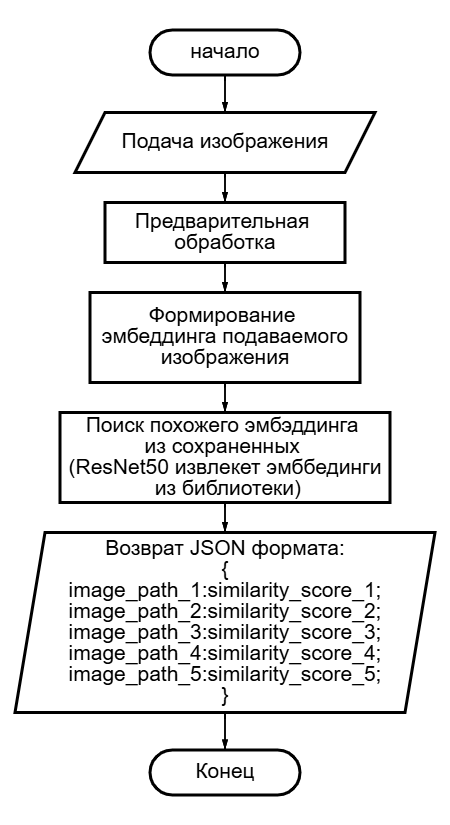 начало
Подача изображения
Предварительная
обработка
Формирование
эмбеддинга подаваемого
изображения
Поиск похожего эмбэддинга
из сохраненных
(ResNet50 извлекет эмббединги
из библиотеки)
Возврат JSON формата:
{
image_path_1:similarity_score_1;
image_path_2:similarity_score_2;
image_path_3:similarity_score_3;
image_path_4:similarity_score_4;
image_path_5:similarity_score_5;
}
Конец